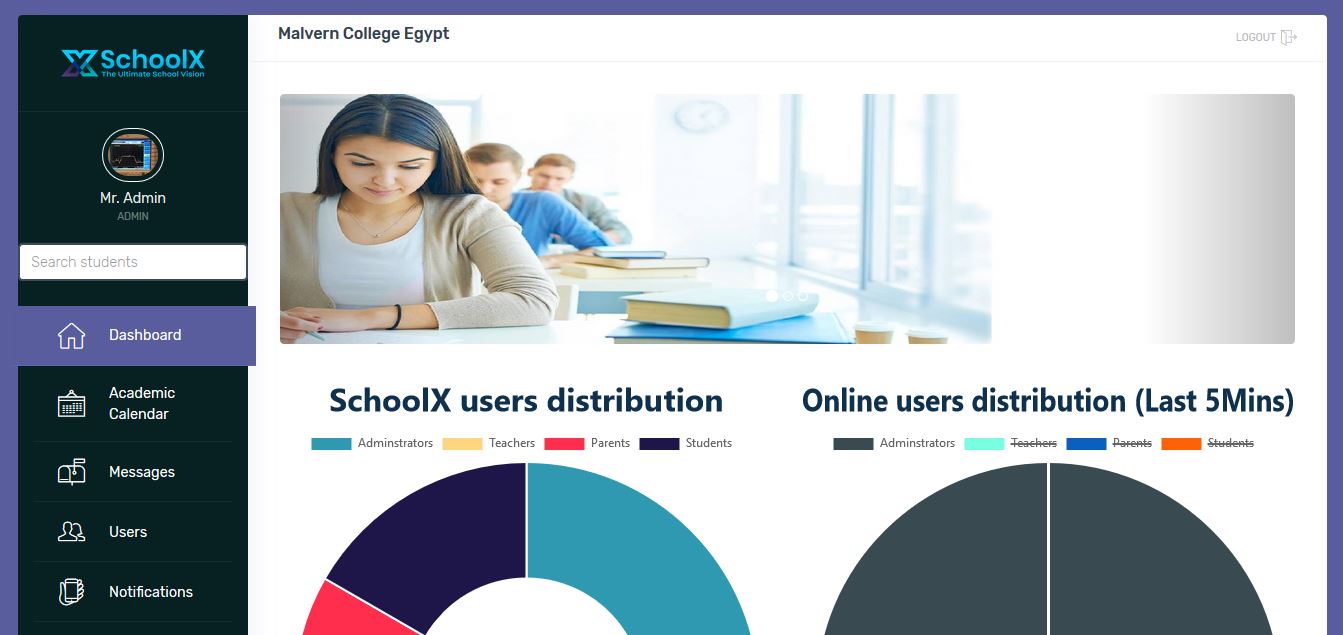 SchoolX
The Ultimate School Vision
Mr. Admin
ADMIN
Search students
Dashboard
Academic
Calendar
Messages
Users
Notifications
Malvern College Egypt
LOGOUT
SchoolX users distribution
Adminstrators Teachers Parents Students
Online users distribution (Last 5Mins)
Adminstrators Teachers Parents Students